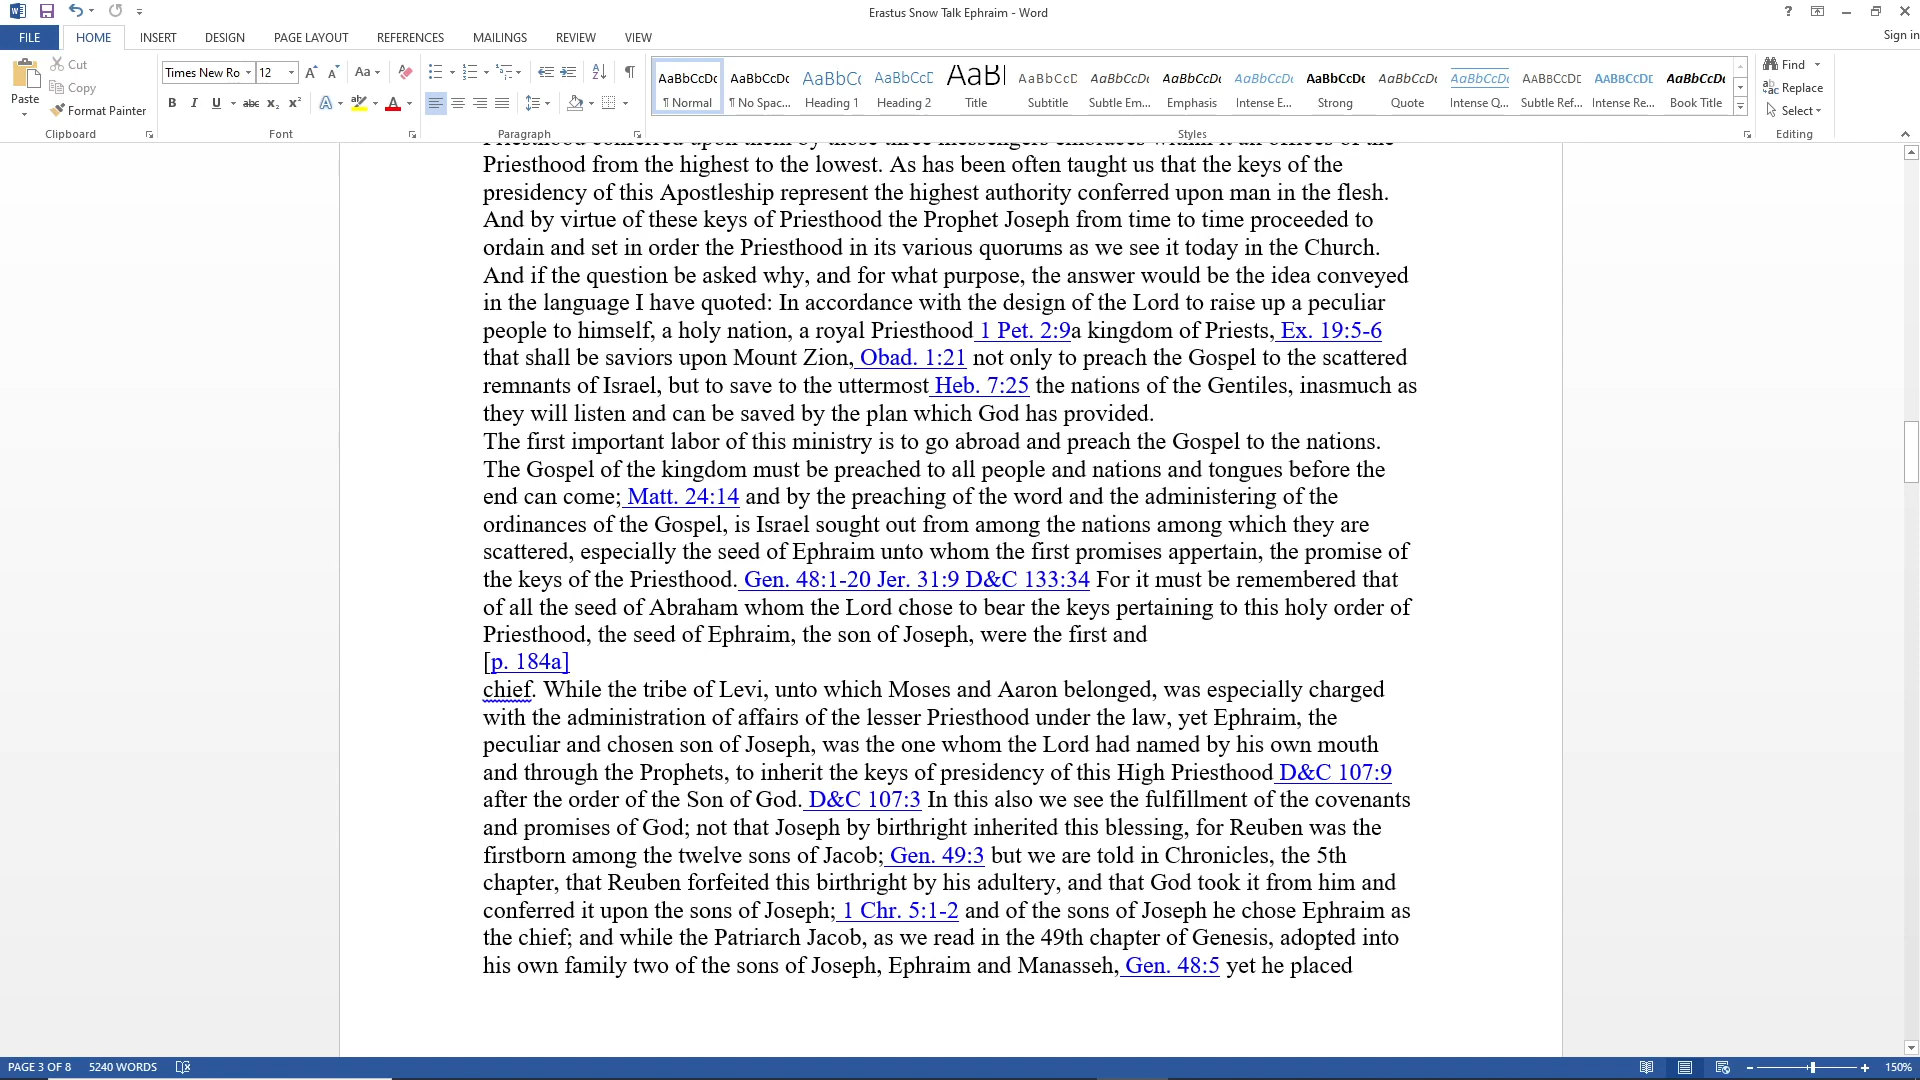 Erastus Snow Talk Ephraim - Word
Sign in
FILE HOME INSERT DESIGN PAGE LAYOUT REFERENCES MAILINGS REVIEW VIEW
Paste
Cut
Copy
Format Painter
Clipboard
Times New Ro 12
Font
Paragraph
AaBbCcDc AaBbCcDc AaBbCc AaBbCcD AaBl AaBbCcD AaBbCcDc AaBbCcDc AaBbCcDc AaBbCcDc AaBbCcDc AaBbCcDc AABBCCDE AABBCCDE AaBbCcDc
¶ Normal ¶ No Spac... Heading 1 Heading 2 Title Subtitle Subtle Em... Emphasis Intense E... Strong Quote Intense Q... Subtle Ref... Intense Re... Book Title
Styles
Find
Replace
Select
Editing
Priesthood conferred upon them by those three messengers embraces within it all offices of the
Priesthood from the highest to the lowest. As has been often taught us that the keys of the
presidency of this Apostleship represent the highest authority conferred upon man in the flesh.
And by virtue of these keys of Priesthood the Prophet Joseph from time to time proceeded to
ordain and set in order the Priesthood in its various quorums as we see it today in the Church.
And if the question be asked why, and for what purpose, the answer would be the idea conveyed
in the language I have quoted: In accordance with the design of the Lord to raise up a peculiar
people to himself, a holy nation, a royal Priesthood 1 Pet. 2:9a kingdom of Priests, Ex. 19:5-6
that shall be saviors upon Mount Zion, Obad. 1:21 not only to preach the Gospel to the scattered
remnants of Israel, but to save to the uttermost Heb. 7:25 the nations of the Gentiles, inasmuch as
they will listen and can be saved by the plan which God has provided.
The first important labor of this ministry is to go abroad and preach the Gospel to the nations.
The Gospel of the kingdom must be preached to all people and nations and tongues before the
end can come; Matt. 24:14 and by the preaching of the word and the administering of the
ordinances of the Gospel, is Israel sought out from among the nations among which they are
scattered, especially the seed of Ephraim unto whom the first promises appertain, the promise of
the keys of the Priesthood. Gen. 48:1-20 Jer. 31:9 D&C 133:34 For it must be remembered that
of all the seed of Abraham whom the Lord chose to bear the keys pertaining to this holy order of
Priesthood, the seed of Ephraim, the son of Joseph, were the first and
[p. 184a]
chief. While the tribe of Levi, unto which Moses and Aaron belonged, was especially charged
with the administration of affairs of the lesser Priesthood under the law, yet Ephraim, the
peculiar and chosen son of Joseph, was the one whom the Lord had named by his own mouth
and through the Prophets, to inherit the keys of presidency of this High Priesthood D&C 107:9
after the order of the Son of God. D&C 107:3 In this also we see the fulfillment of the covenants
and promises of God; not that Joseph by birthright inherited this blessing, for Reuben was the
firstborn among the twelve sons of Jacob; Gen. 49:3 but we are told in Chronicles, the 5th
chapter, that Reuben forfeited this birthright by his adultery, and that God took it from him and
conferred it upon the sons of Joseph; 1 Chr. 5:1-2 and of the sons of Joseph he chose Ephraim as
the chief; and while the Patriarch Jacob, as we read in the 49th chapter of Genesis, adopted into
his own family two of the sons of Joseph, Ephraim and Manasseh, Gen. 48:5 yet he placed
PAGE 3 OF 8 5240 WORDS 150%